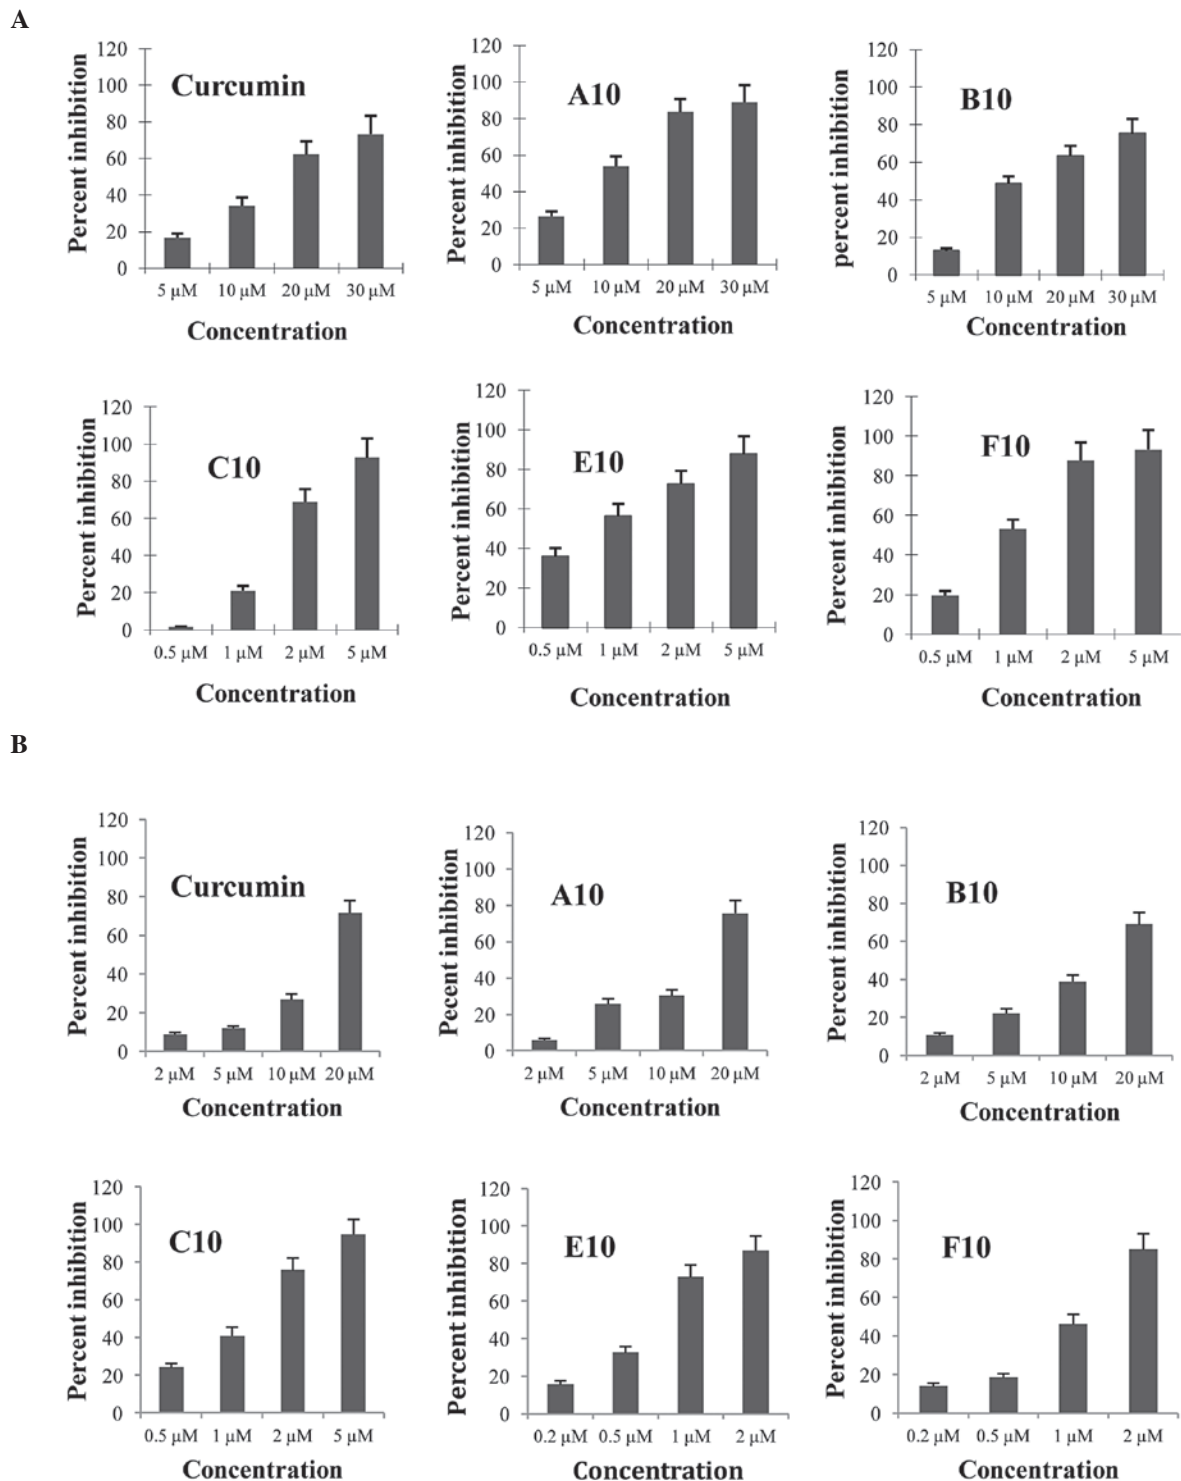 A
Curcumin
Percent inhibition
120
100
80
60
40
20
0
5 µM 10 µM 20 µM 30 µM
Concentration
A10
Percent inhibition
120
100
80
60
40
20
0
5 µM 10 µM 20 µM 30 µM
Concentration
B10
percent inhibition
120
100
80
60
40
20
0
5 µM 10 µM 20 µM 30 µM
Concentration
C10
Percent inhibition
120
100
80
60
40
20
0
0.5 µM 1 µM 2 µM 5 µM
Concentration
E10
Percent inhibition
120
100
80
60
40
20
0
0.5 µM 1 µM 2 µM 5 µM
Concentration
F10
Percent inhibition
120
100
80
60
40
20
0
0.5 µM 1 µM 2 µM 5 µM
Concentration
B
Curcumin
Percent inhibition
120
100
80
60
40
20
0
2 µM 5 µM 10 µM 20 µM
Concentration
A10
Pecent inhibition
120
100
80
60
40
20
0
2 µM 5 µM 10 µM 20 µM
Concentration
B10
Percent inhibition
120
100
80
60
40
20
0
2 µM 5 µM 10 µM 20 µM
Concentration
C10
Percent inhibition
120
100
80
60
40
20
0
0.5 µM 1 µM 2 µM 5 µM
Concentration
E10
Percent inhibition
120
100
80
60
40
20
0
0.2 µM 0.5 µM 1 µM 2 µM
Concentration
F10
Percent inhibition
120
100
80
60
40
20
0
0.2 µM 0.5 µM 1 µM 2 µM
Concentration